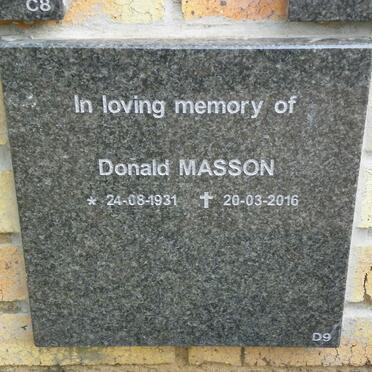 C8
In loving memory of
Donald MASSON
* 24-08-1931 ✝ 20-03-2016
D9